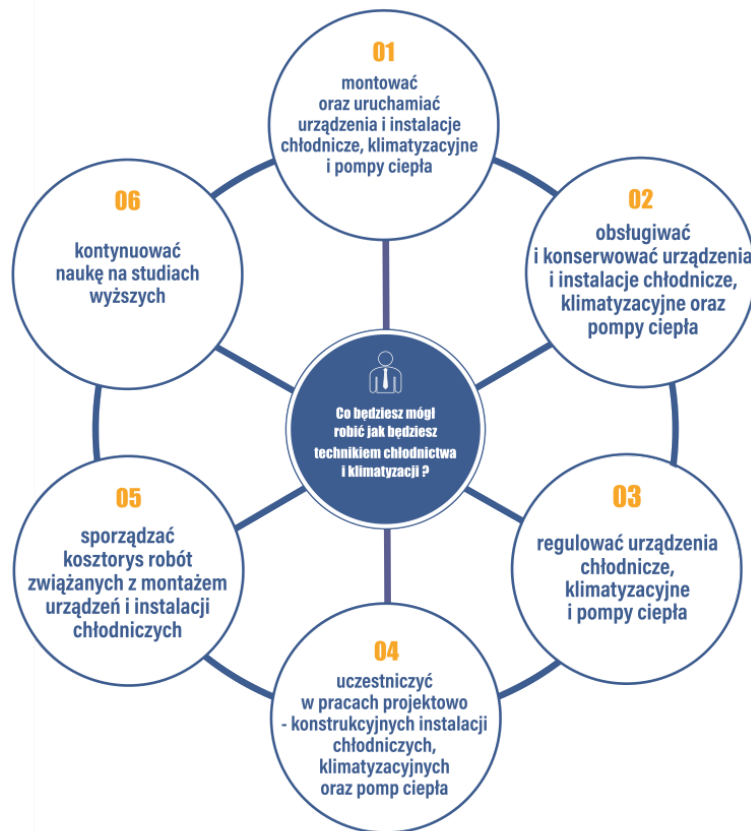 01
montować
oraz uruchamiać
urządzenia i instalacje
chłodnicze, klimatyzacyjne
i pompy ciepła
02
obsługiwać
i konserwować urządzenia
i instalacje chłodnicze,
klimatyzacyjne oraz
pompy ciepła
03
regulować urządzenia
chłodnicze,
klimatyzacyjne
i pompy ciepła
04
uczestniczyć
w pracach projektowo
- konstrukcyjnych instalacji
chłodniczych,
klimatyzacyjnych
oraz pomp ciepła
05
sporządzać
kosztorys robót
zwiążanych z montażem
urządzeń i instalacji
chłodniczych
06
kontynuować
naukę na studiach
wyższych
Co będziesz mógł
robić jak będziesz
technikiem chłodnictwa
i klimatyzacji ?